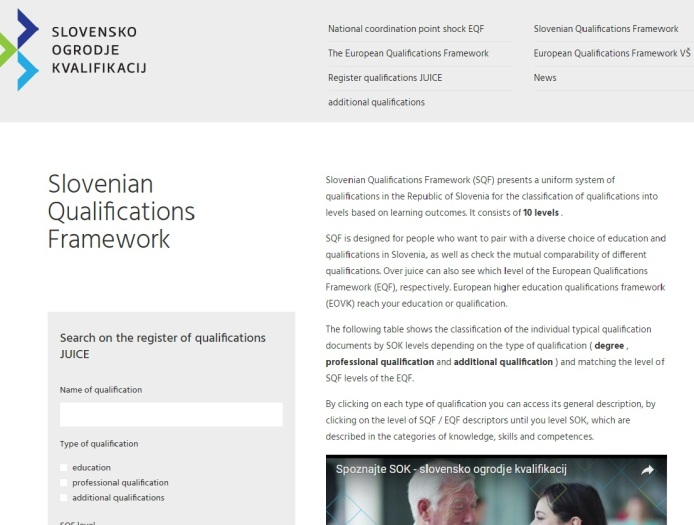 SLOVENSKO
OGRODJE
KVALIFIKACIJ
National coordination point shock EQF
The European Qualifications Framework
Register qualifications JUICE
additional qualifications
Slovenian Qualifications Framework
European Qualifications Framework VŠ
News
Slovenian
Qualifications
Framework
Search on the register of qualifications
JUICE
Name of qualification
Type of qualification
education
professional qualification
additional qualifications
SQF level
Slovenian Qualifications Framework (SQF) presents a uniform system of
qualifications in the Republic of Slovenia for the classification of qualifications into
levels based on learning outcomes. It consists of 10 levels .
SQF is designed for people who want to pair with a diverse choice of education and
qualifications in Slovenia, as well as check the mutual comparability of different
qualifications. Over juice can also see which level of the European Qualifications
Framework (EQF), respectively. European higher education qualifications framework
(EOVK) reach your education or qualification.
The following table shows the classification of the individual typical qualification
documents by SOK levels depending on the type of qualification ( degree ,
professional qualification and additional qualification ) and matching the level of
SQF levels of the EQF.
By clicking on each type of qualification you can access its general description, by
clicking on the level of SQF / EQF descriptors until you level SOK, which are
described in the categories of knowledge, skills and competences.
Spoznajte SOK - slovensko ogrodje kvalifikacij